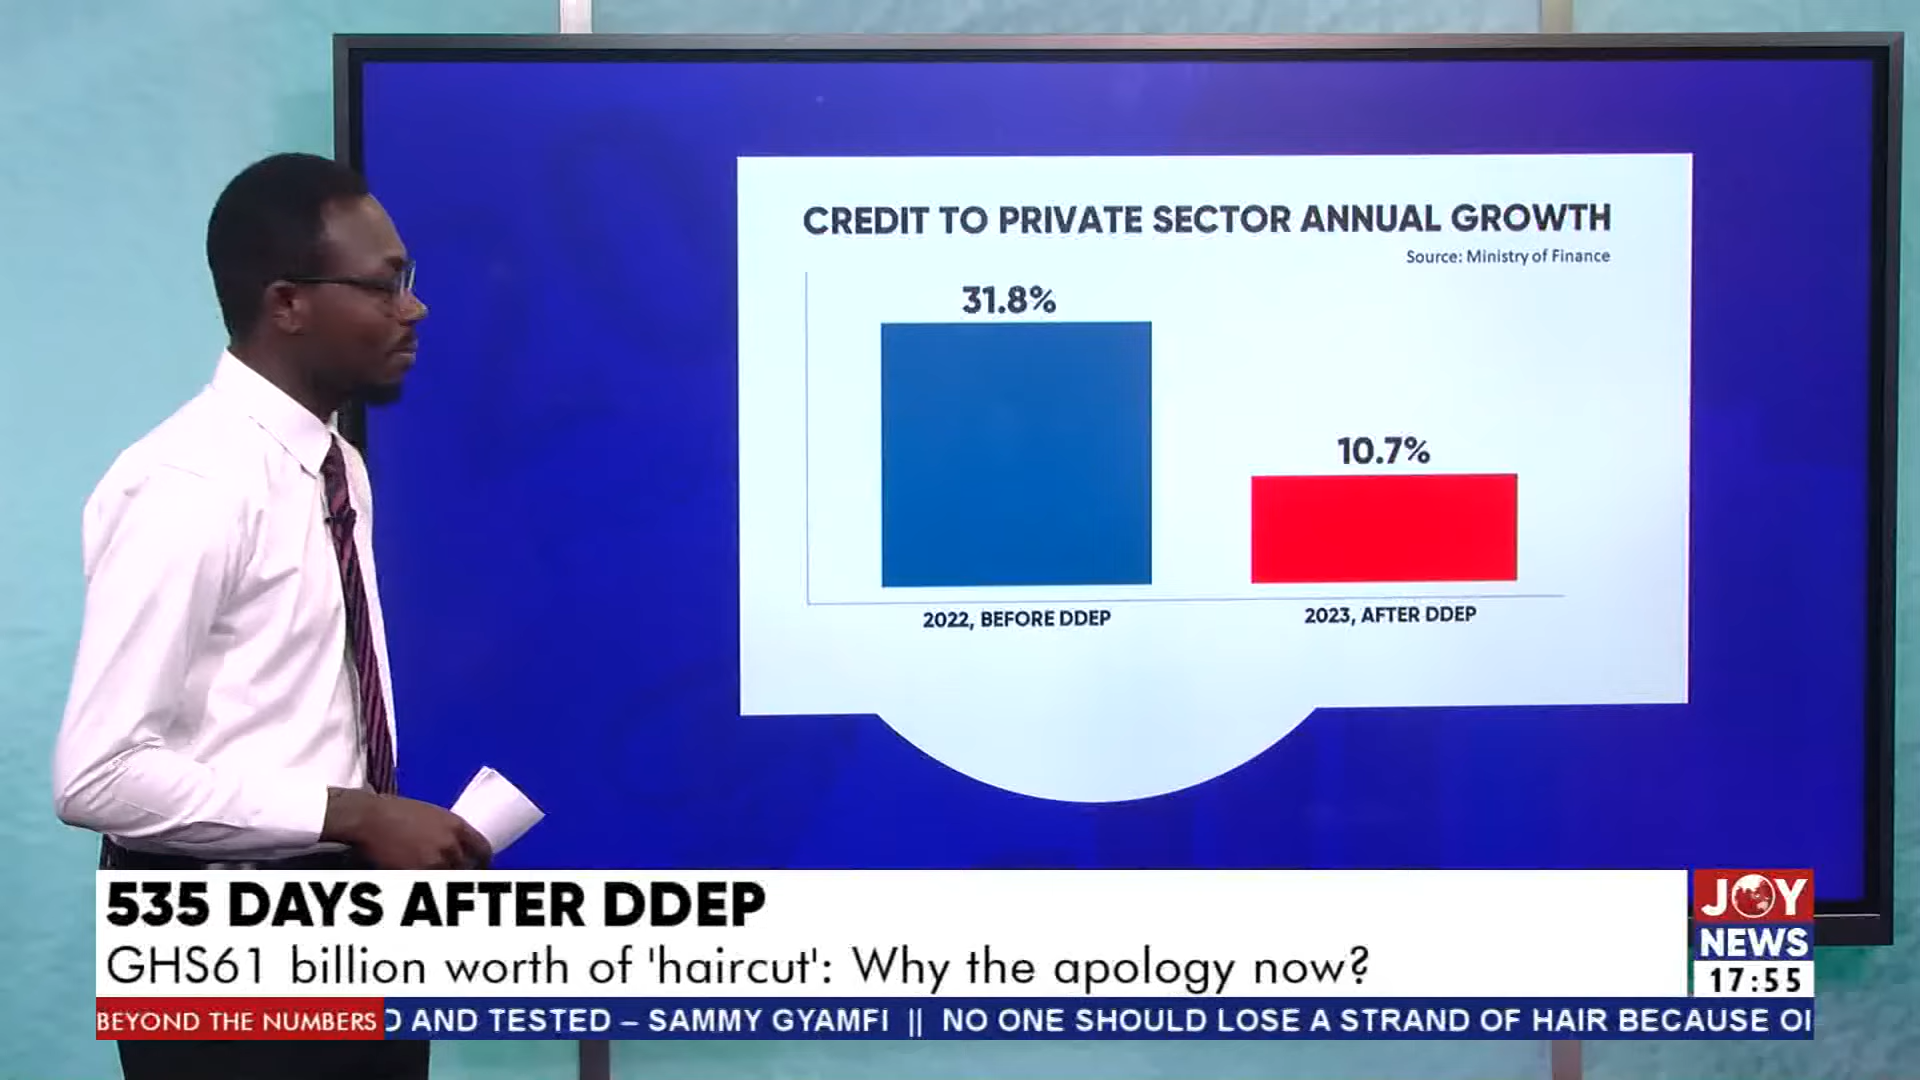 CREDIT TO PRIVATE SECTOR ANNUAL GROWTH
Source: Ministry of Finance
31.8%
10.7%
2022, BEFORE DDEP
2023, AFTER DDEP
535 DAYS AFTER DDEP
GHS61 billion worth of 'haircut': Why the apology now?
JOY
NEWS
17:55
BEYOND THE NUMBERS
AND TESTED – SAMMY GYAMFI || NO ONE SHOULD LOSE A STRAND OF HAIR BECAUSE